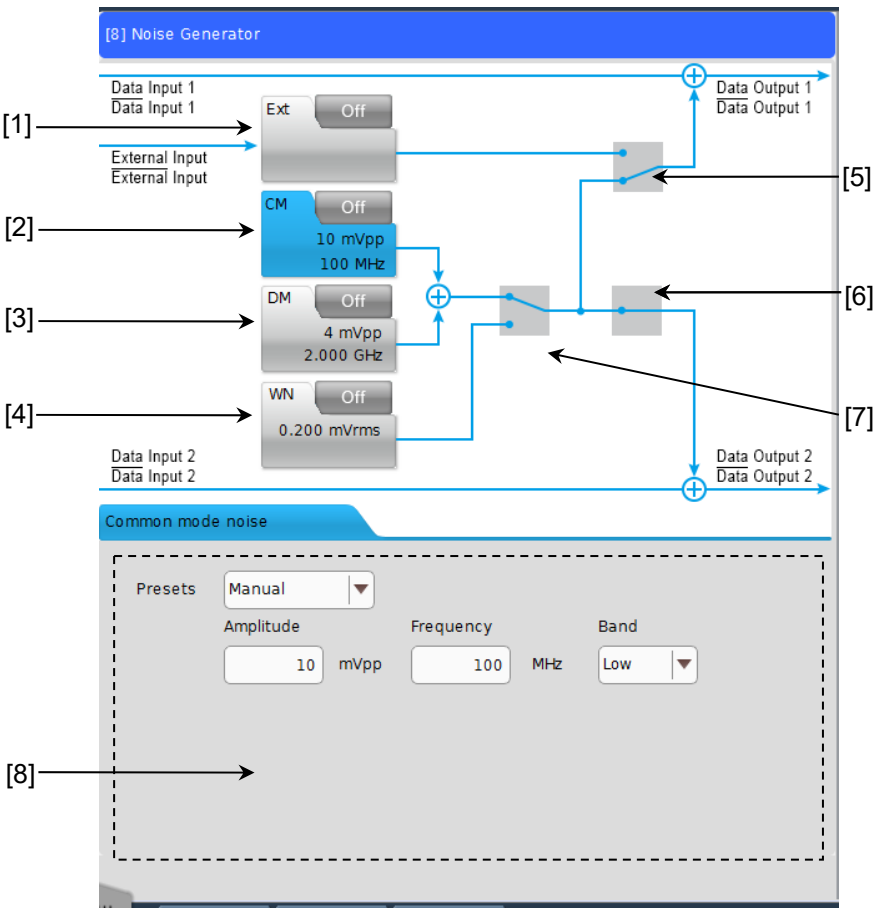 [8] Noise Generator
Data Input 1
Data Input 1
Data Output 1
Data Output 1
[1]
Ext
Off
External Input
External Input
[5]
[2]
CM
Off
10 mVpp
100 MHz
[3]
DM
Off
4 mVpp
2.000 GHz
[6]
[4]
WN
Off
0.200 mVrms
[7]
Data Input 2
Data Input 2
Data Output 2
Data Output 2
Common mode noise
Presets Manual
Amplitude Frequency Band
10 mVpp 100 MHz Low
[8]